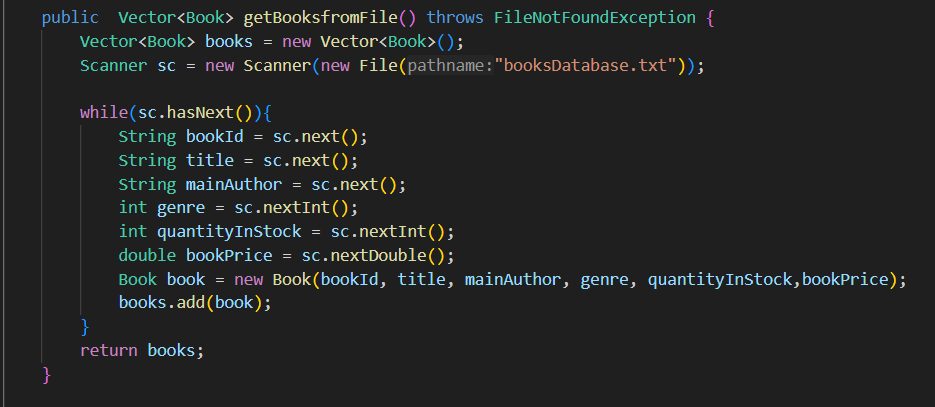 public  Vector<Book> getBooksfromFile() throws FileNotFoundException {
    Vector<Book> books = new Vector<Book>();
    Scanner sc = new Scanner(new File(pathname:"booksDatabase.txt"));

    while(sc.hasNext()){
        String bookId = sc.next();
        String title = sc.next();
        String mainAuthor = sc.next();
        int genre = sc.nextInt();
        int quantityInStock = sc.nextInt();
        double bookPrice = sc.nextDouble();
        Book book = new Book(bookId, title, mainAuthor, genre, quantityInStock,bookPrice);
        books.add(book);
    }
    return books;
}